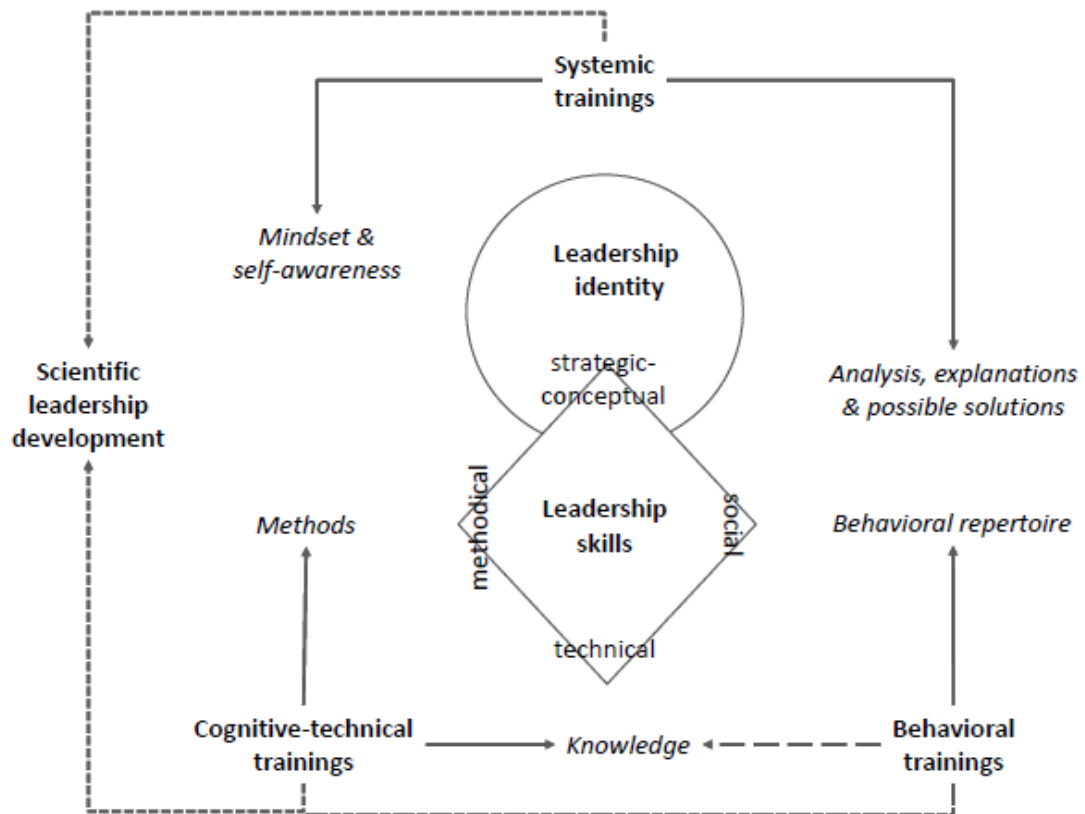 Systemic
trainings
Mindset &
self-awareness
Leadership
identity
strategic-
conceptual
Scientific
leadership
development
Analysis, explanations
& possible solutions
methodical
Leadership
skills
social
Methods
Behavioral repertoire
technical
Cognitive-technical
trainings
Knowledge
Behavioral
trainings